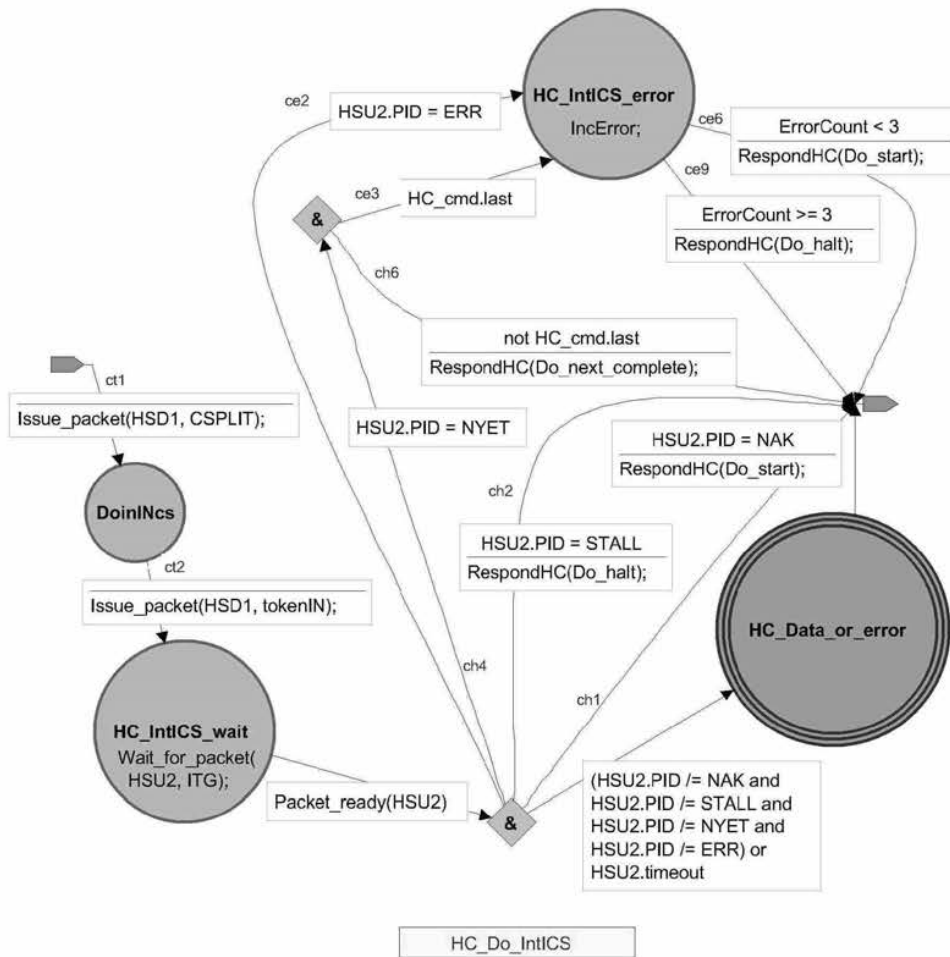 ce2
HSU2.PID = ERR
HC_IntICS_error
IncError;
ce6
ErrorCount < 3
RespondHC(Do_start);
ce3
HC_cmd.last
ce9
ErrorCount >= 3
RespondHC(Do_halt);
&
ch6
not HC_cmd.last
RespondHC(Do_next_complete);
ct1
Issue_packet(HSD1, CSPLIT);
HSU2.PID = NYET
HSU2.PID = NAK
RespondHC(Do_start);
ch2
DoinINcs
HSU2.PID = STALL
RespondHC(Do_halt);
ct2
Issue_packet(HSD1, tokenIN);
HC_Data_or_error
ch4
ch1
HC_IntICS_wait
Wait_for_packet(
HSU2, ITG);
Packet_ready(HSU2)
&
(HSU2.PID /= NAK and
HSU2.PID /= STALL and
HSU2.PID /= NYET and
HSU2.PID /= ERR) or
HSU2.timeout
HC_Do_IntICS